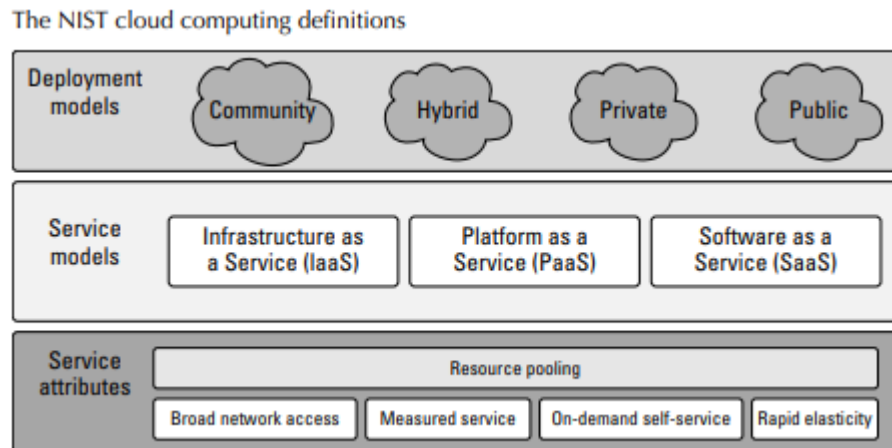 The NIST cloud computing definitions
Deployment
models
Community
Hybrid
Private
Public
Service
models
Infrastructure as
a Service (IaaS)
Platform as a
Service (PaaS)
Software as a
Service (SaaS)
Service
attributes
Resource pooling
Broad network access
Measured service
On-demand self-service
Rapid elasticity